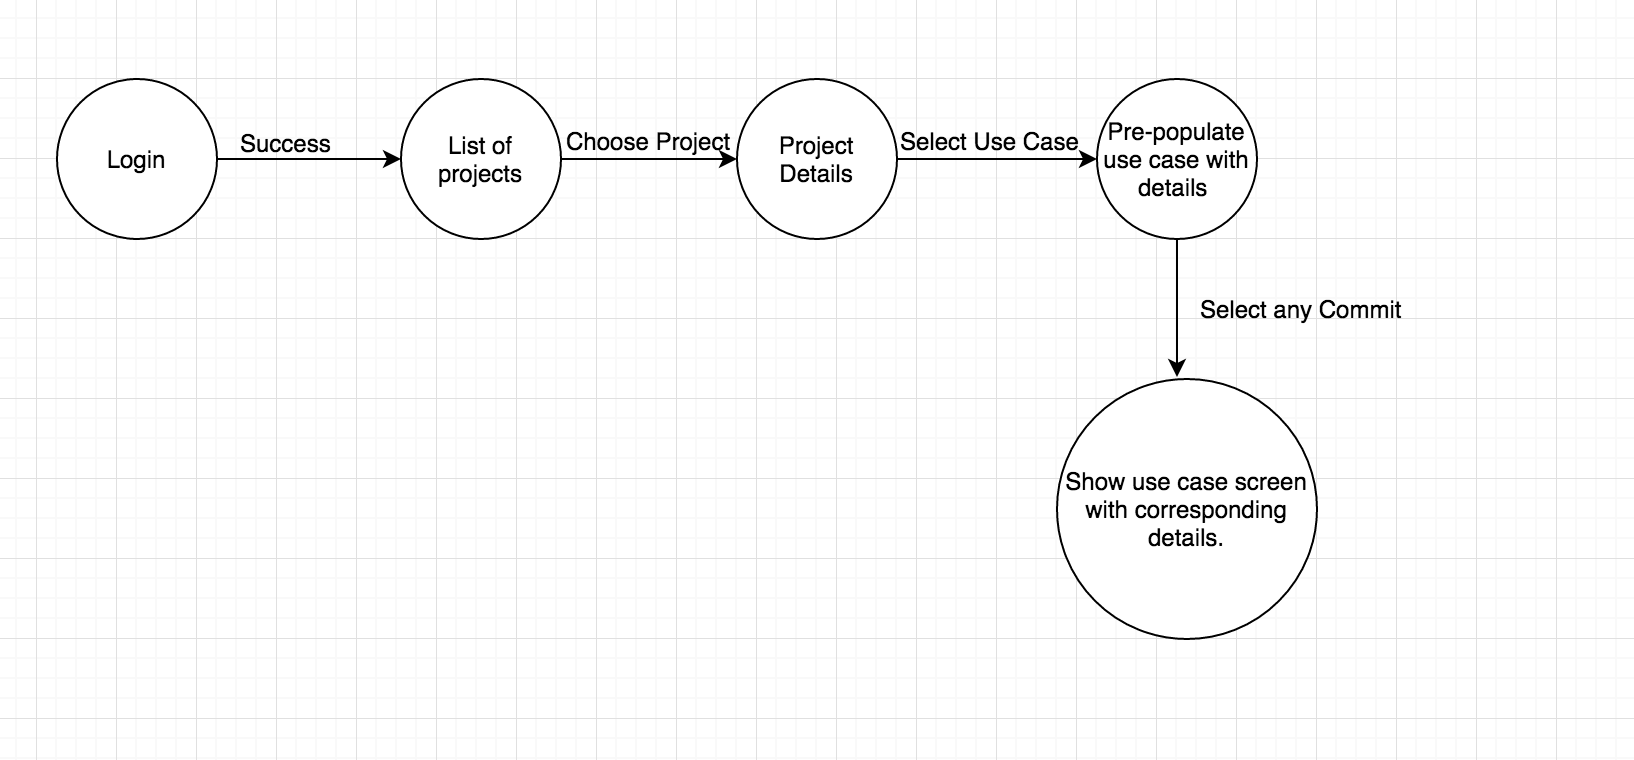 Login
Success
List of
projects
Choose Project
Project
Details
Select Use Case
Pre-populate
use case with
details
Select any Commit
Show use case screen
with corresponding
details.